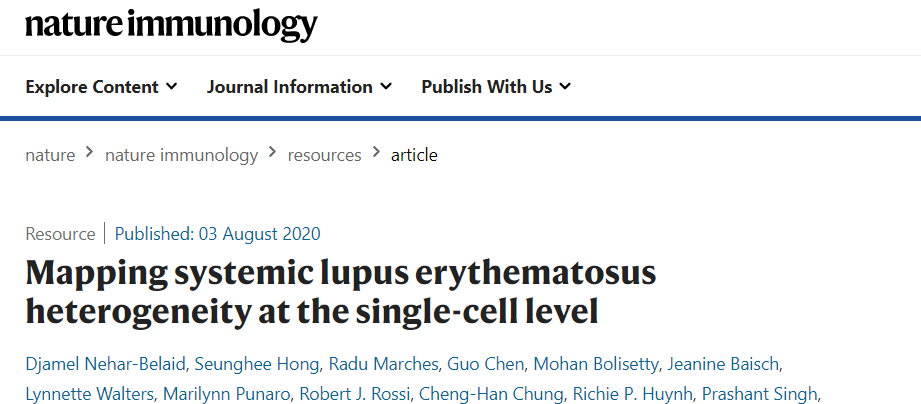 nature immunology
Explore Content Journal Information Publish With Us
nature > nature immunology > resources > article
Resource | Published: 03 August 2020
Mapping systemic lupus erythematosus
heterogeneity at the single-cell level
Djamel Nehar-Belaid, Seunghee Hong, Radu Marches, Guo Chen, Mohan Bolisetty, Jeanine Baisch,
Lynnette Walters, Marilynn Punaro, Robert J. Rossi, Cheng-Han Chung, Richie P. Huynh, Prashant Singh,